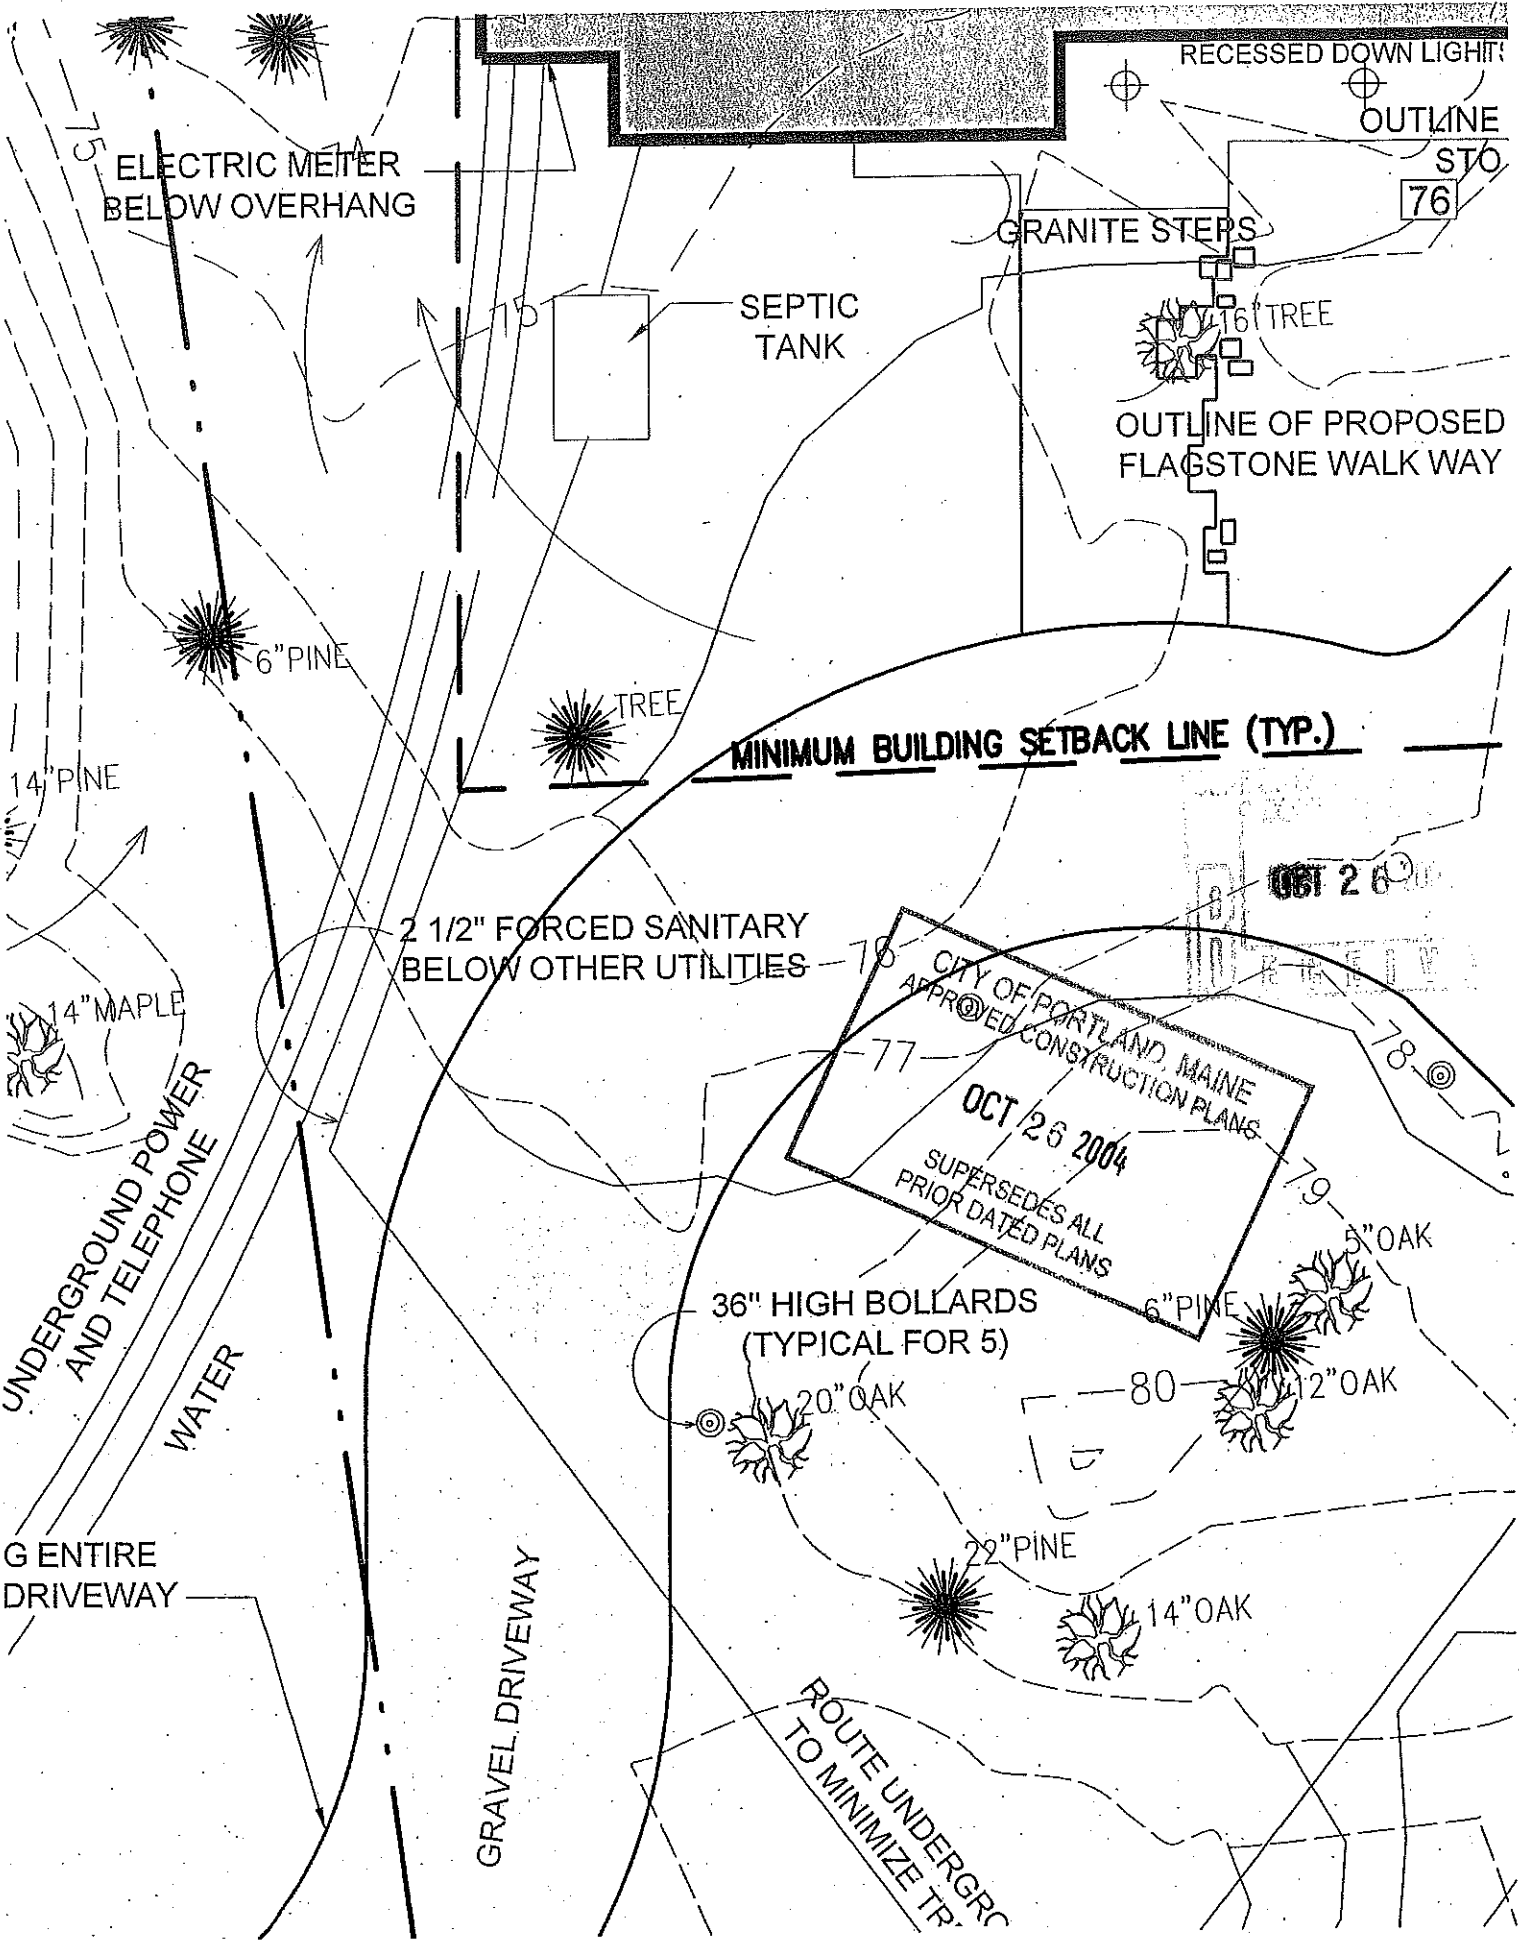 RECESSED DOWN LIGHTS
OUTLINE
STO
76
75
74
ELECTRIC METER
BELOW OVERHANG
GRANITE STEPS
75
SEPTIC
TANK
16" TREE
OUTLINE OF PROPOSED
FLAGSTONE WALK WAY
6"PINE
TREE
MINIMUM BUILDING SETBACK LINE (TYP.)
14"PINE
OCT 26
2 1/2" FORCED SANITARY
BELOW OTHER UTILITIES
76
CITY OF PORTLAND, MAINE
APPROVED CONSTRUCTION PLANS
OCT 26 2004
SUPERSEDES ALL
PRIOR DATED PLANS
14"MAPLE
77
78
79
UNDERGROUND POWER
AND TELEPHONE
WATER
5"OAK
6"PINE
36" HIGH BOLLARDS
(TYPICAL FOR 5)
20"OAK
80
12"OAK
22"PINE
14"OAK
G ENTIRE
DRIVEWAY
GRAVEL DRIVEWAY
ROUTE UNDERGRO
TO MINIMIZE TR